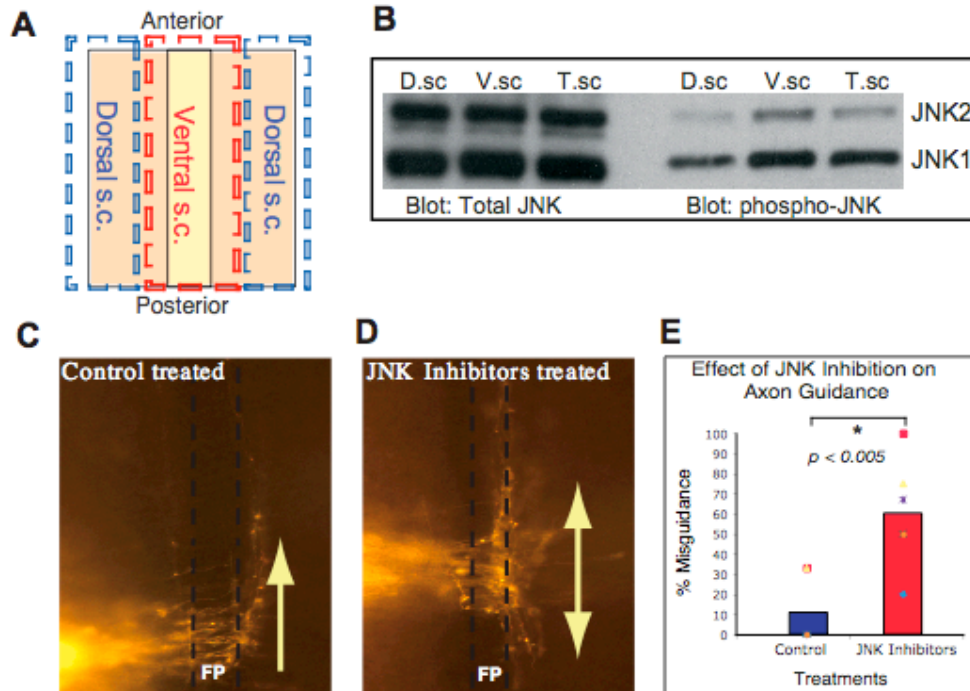 A
Anterior
Dorsal s.c.
Ventral s.c.
Dorsal s.c.
Posterior
B
D.sc V.sc T.sc D.sc V.sc T.sc
JNK2
JNK1
Blot: Total JNK Blot: phospho-JNK
C
Control treated
FP
D
JNK Inhibitors treated
FP
E
Effect of JNK Inhibition on
Axon Guidance
*
p < 0.005
% Misguidance
100
90
80
70
60
50
40
30
20
10
0
Control JNK Inhibitors
Treatments